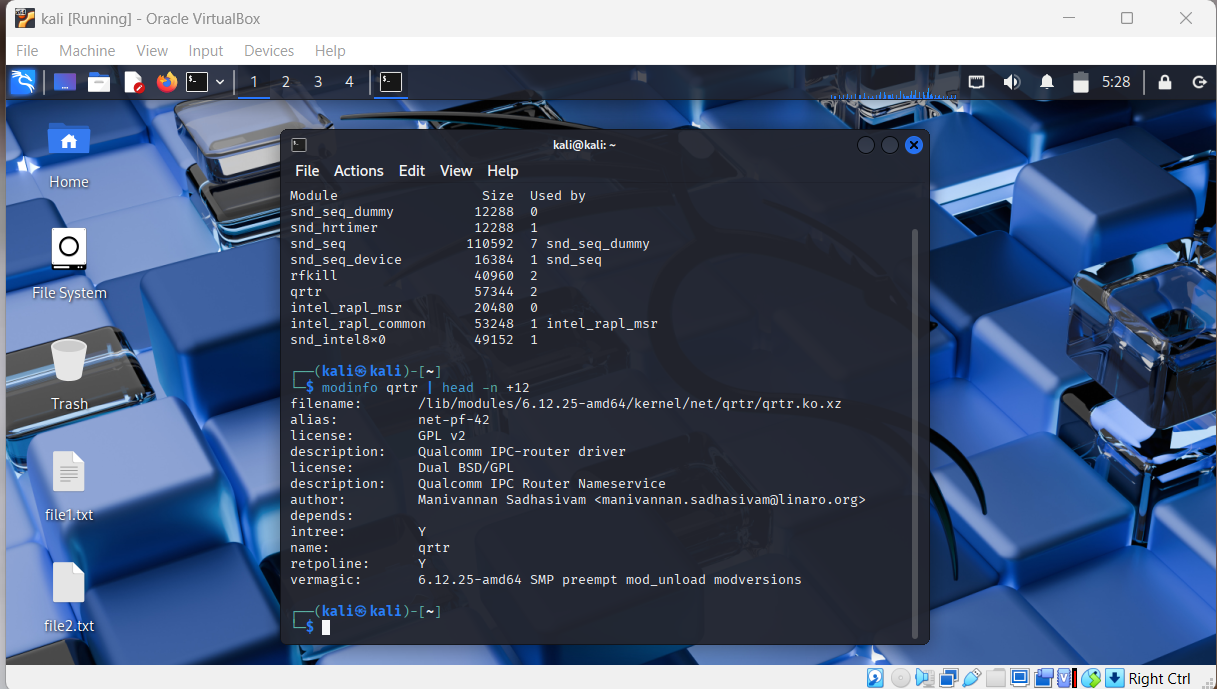 kali [Running] - Oracle VirtualBox
File Machine View Input Devices Help
1 2 3 4 5:28
Home
File System
Trash
file1.txt
file2.txt
kali@kali: ~
File Actions Edit View Help
Module Size Used by
snd_seq_dummy 12288 0
snd_hrtimer 12288 1
snd_seq 110592 7 snd_seq_dummy
snd_seq_device 16384 1 snd_seq
rfkill 40960 2
qrtr 57344 2
intel_rapl_msr 20480 0
intel_rapl_common 53248 1 intel_rapl_msr
snd_intel8×0 49152 1
┌──(kali㉿kali)-[~]
└─$ modinfo qrtr | head -n +12
filename: /lib/modules/6.12.25-amd64/kernel/net/qrtr/qrtr.ko.xz
alias: net-pf-42
license: GPL v2
description: Qualcomm IPC-router driver
license: Dual BSD/GPL
description: Qualcomm IPC Router Nameservice
author: Manivannan Sadhasivam <manivannan.sadhasivam@linaro.org>
depends:
intree: Y
name: qrtr
retpoline: Y
vermagic: 6.12.25-amd64 SMP preempt mod_unload modversions
┌──(kali㉿kali)-[~]
└─$
Right Ctrl